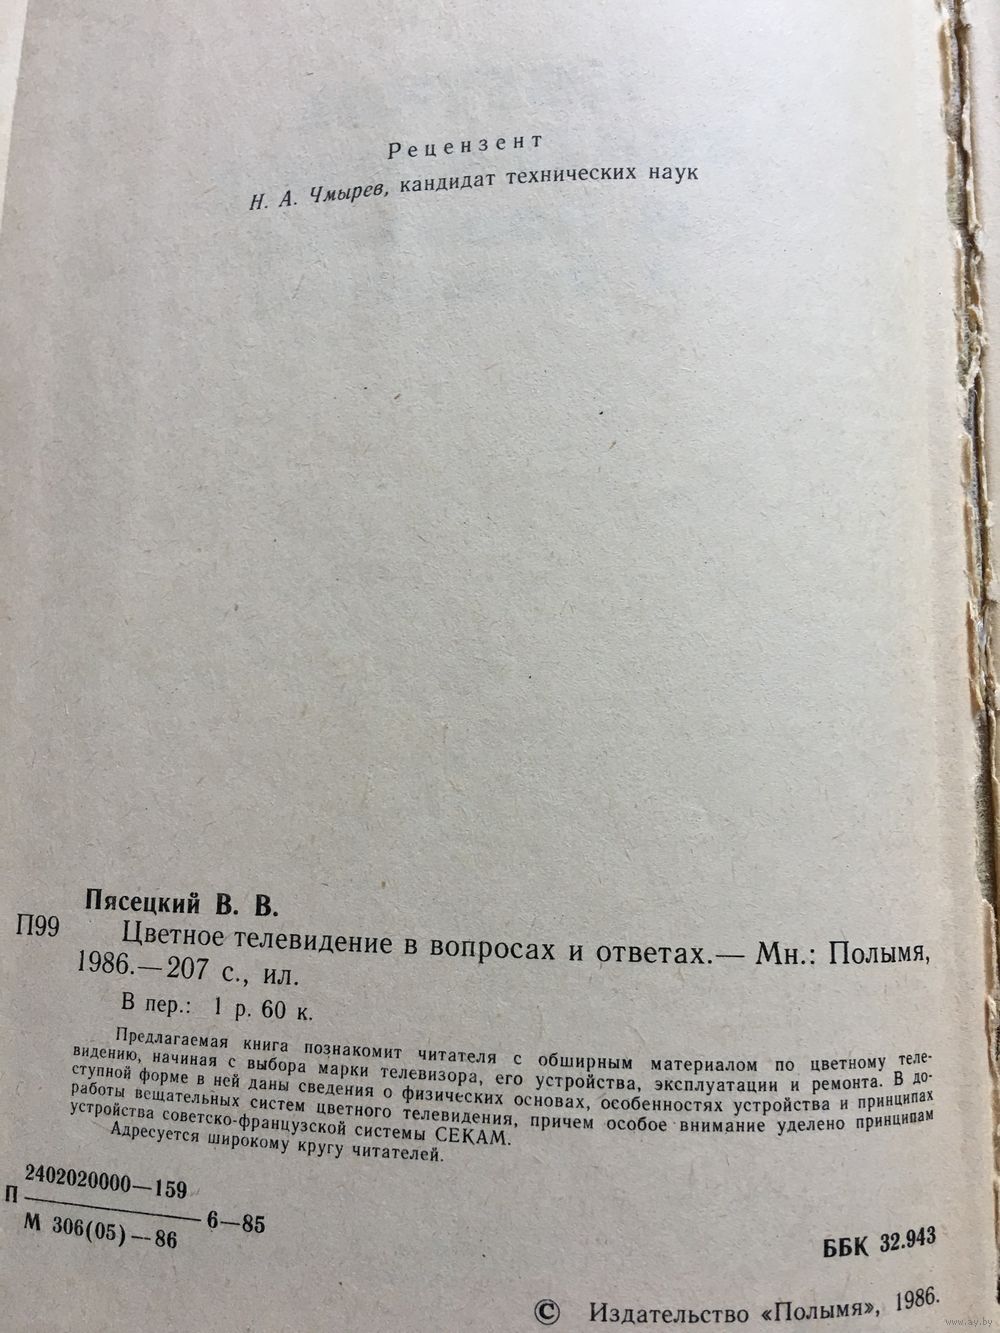 Рецензент
Н. А. Чмырев, кандидат технических наук
Пясецкий В. В.
П99 Цветное телевидение в вопросах и ответах.— Мн.: Полымя,
1986.—207 с., ил.
В пер.: 1 р. 60 к.
Предлагаемая книга познакомит читателя с обширным материалом по цветному теле-
видению, начиная с выбора марки телевизора, его устройства, эксплуатации и ремонта. В до-
ступной форме в ней даны сведения о физических основах, особенностях устройства и принципах
работы вещательных систем цветного телевидения, причем особое внимание уделено принципам
устройства советско-французской системы СЕКАМ.
Адресуется широкому кругу читателей.
2402020000—159
П 6—85
М 306(05)—86
ББК 32.943
© Издательство «Полымя», 1986.
www.ay.by